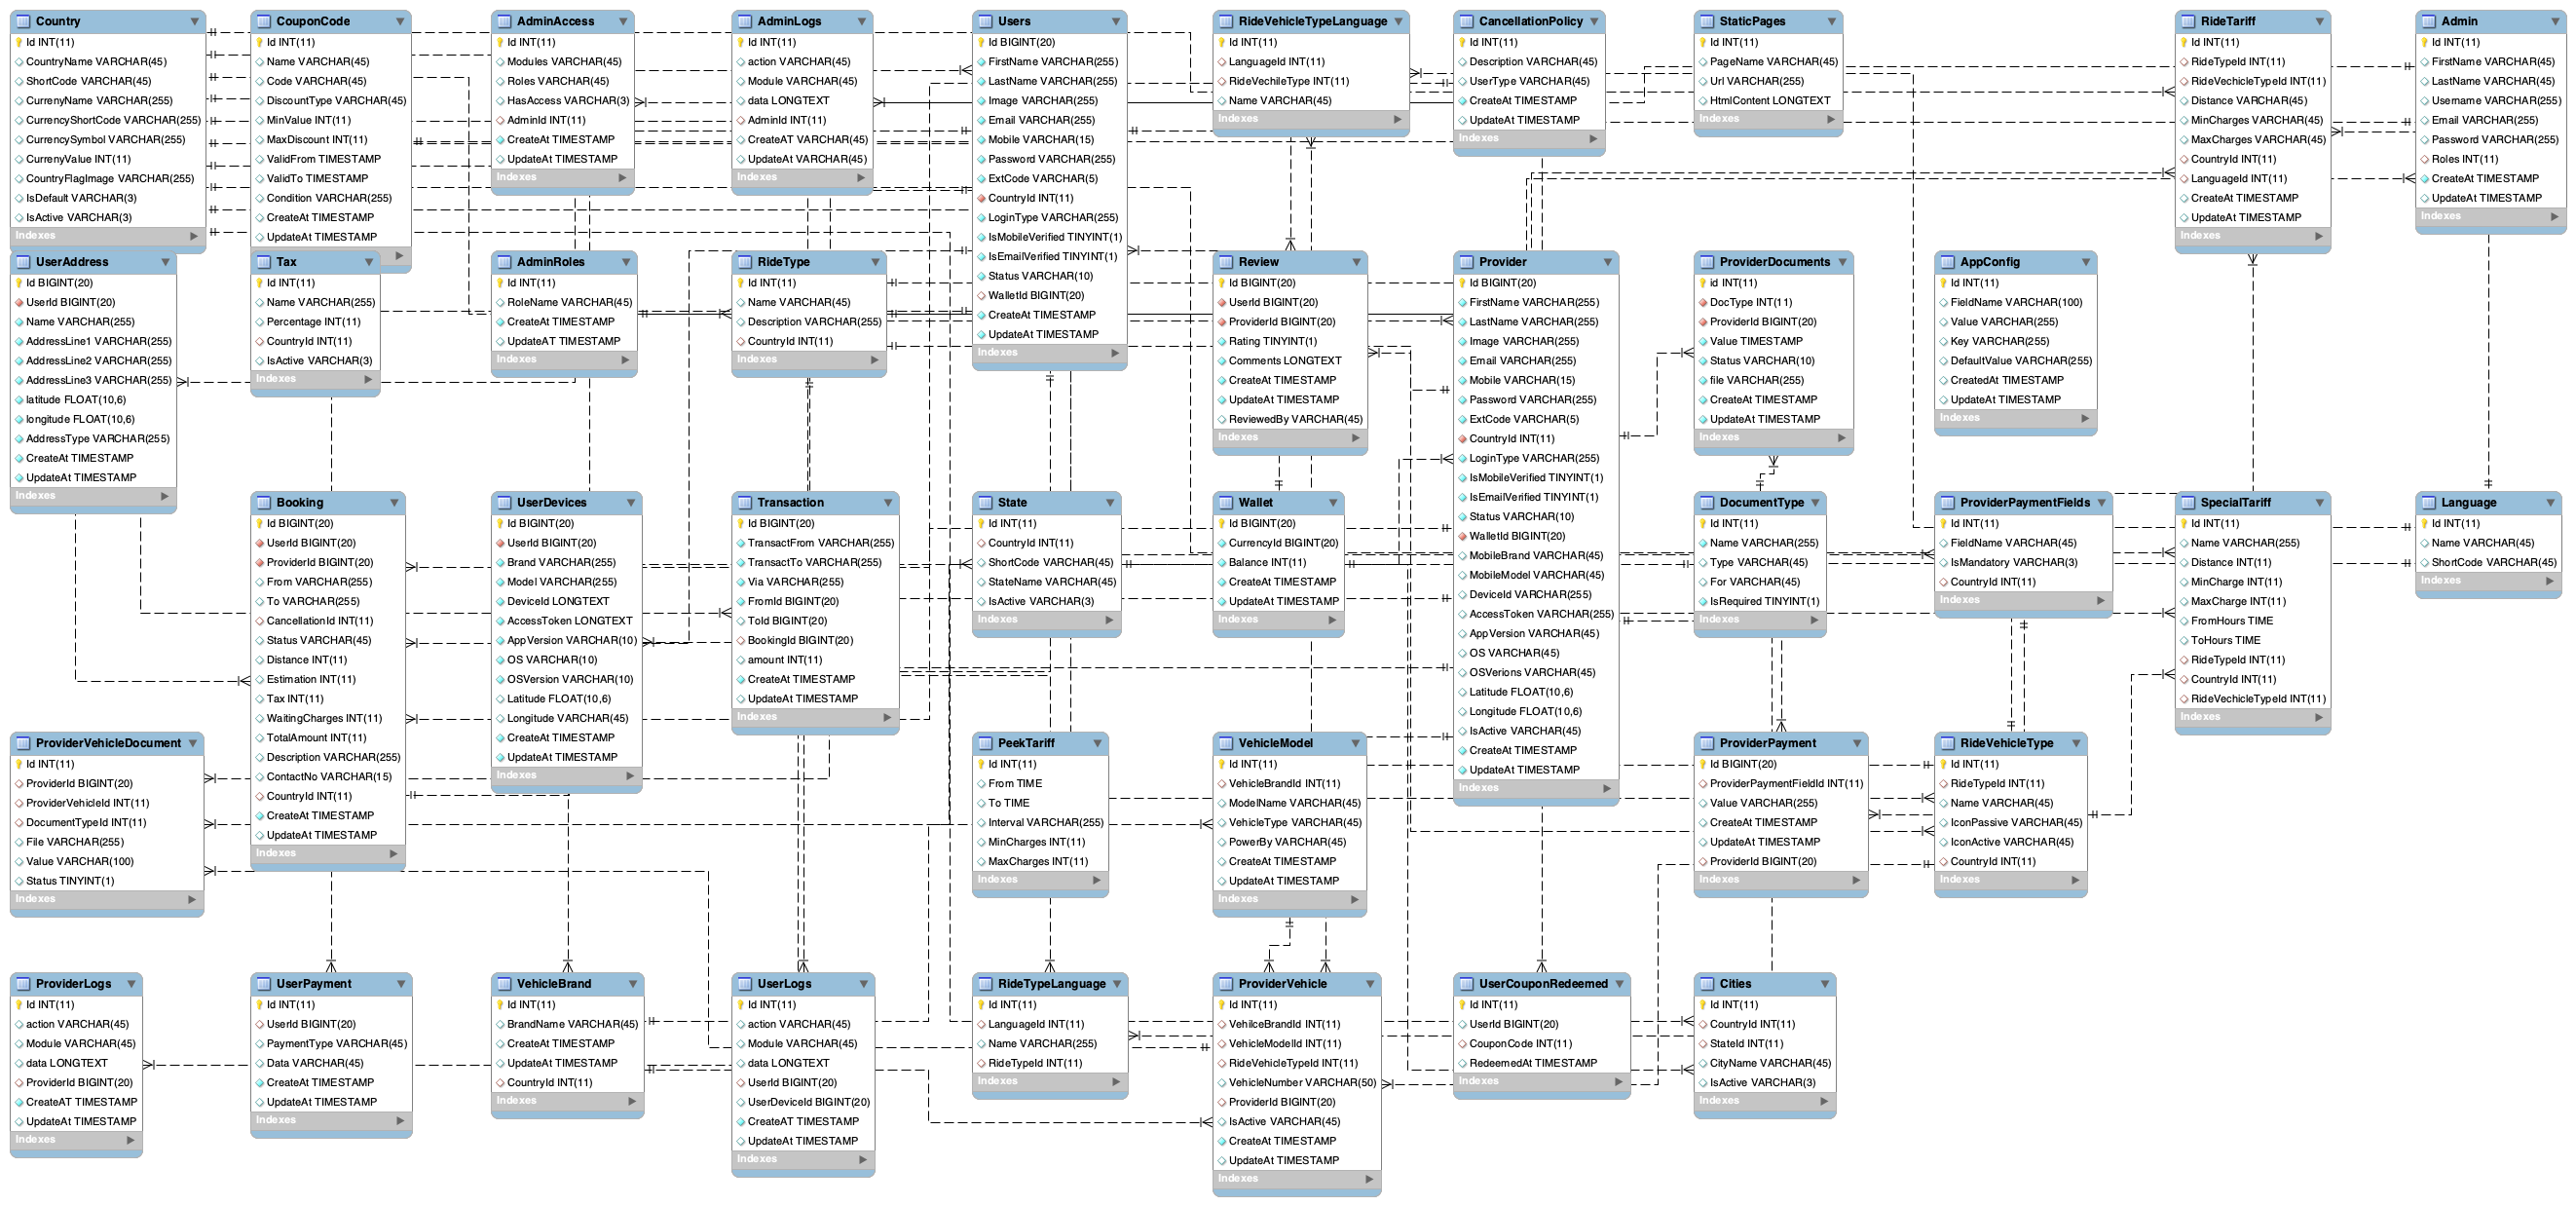 Country
Id INT(11)
CountryName VARCHAR(45)
ShortCode VARCHAR(45)
CurrenyName VARCHAR(255)
CurrencyShortCode VARCHAR(255)
CurrencySymbol VARCHAR(255)
CurrenyValue INT(11)
CountryFlagImage VARCHAR(255)
IsDefault VARCHAR(3)
IsActive VARCHAR(3)
Indexes
CouponCode
Id INT(11)
Name VARCHAR(45)
Code VARCHAR(45)
DiscountType VARCHAR(45)
MinValue INT(11)
MaxDiscount INT(11)
ValidFrom TIMESTAMP
ValidTo TIMESTAMP
Condition VARCHAR(255)
CreateAt TIMESTAMP
UpdateAt TIMESTAMP
AdminAccess
Id INT(11)
Modules VARCHAR(45)
Roles VARCHAR(45)
HasAccess VARCHAR(3)
AdminId INT(11)
CreateAt TIMESTAMP
UpdateAt TIMESTAMP
Indexes
AdminLogs
Id INT(11)
action VARCHAR(45)
Module VARCHAR(45)
data LONGTEXT
AdminId INT(11)
CreateAT VARCHAR(45)
UpdateAt VARCHAR(45)
Indexes
Users
Id BIGINT(20)
FirstName VARCHAR(255)
LastName VARCHAR(255)
Image VARCHAR(255)
Email VARCHAR(255)
Mobile VARCHAR(15)
Password VARCHAR(255)
ExtCode VARCHAR(5)
CountryId INT(11)
LoginType VARCHAR(255)
IsMobileVerified TINYINT(1)
IsEmailVerified TINYINT(1)
Status VARCHAR(10)
WalletId BIGINT(20)
CreateAt TIMESTAMP
UpdateAt TIMESTAMP
Indexes
RideVehicleTypeLanguage
Id INT(11)
LanguageId INT(11)
RideVechileType INT(11)
Name VARCHAR(45)
Indexes
CancellationPolicy
Id INT(11)
Description VARCHAR(45)
UserType VARCHAR(45)
CreateAt TIMESTAMP
UpdateAt TIMESTAMP
Indexes
StaticPages
Id INT(11)
PageName VARCHAR(45)
Url VARCHAR(255)
HtmlContent LONGTEXT
Indexes
RideTariff
Id INT(11)
RideTypeId INT(11)
RideVechicleTypeId INT(11)
Distance VARCHAR(45)
MinCharges VARCHAR(45)
MaxCharges VARCHAR(45)
CountryId INT(11)
LanguageId INT(11)
CreateAt TIMESTAMP
UpdateAt TIMESTAMP
Indexes
Admin
Id INT(11)
FirstName VARCHAR(45)
LastName VARCHAR(45)
Username VARCHAR(255)
Email VARCHAR(255)
Password VARCHAR(255)
Roles INT(11)
CreateAt TIMESTAMP
UpdateAt TIMESTAMP
Indexes
UserAddress
Id BIGINT(20)
UserId BIGINT(20)
Name VARCHAR(255)
AddressLine1 VARCHAR(255)
AddressLine2 VARCHAR(255)
AddressLine3 VARCHAR(255)
latitude FLOAT(10,6)
longitude FLOAT(10,6)
AddressType VARCHAR(255)
CreateAt TIMESTAMP
UpdateAt TIMESTAMP
Indexes
Tax
Id INT(11)
Name VARCHAR(255)
Percentage INT(11)
CountryId INT(11)
IsActive VARCHAR(3)
Indexes
AdminRoles
Id INT(11)
RoleName VARCHAR(45)
CreateAt TIMESTAMP
UpdateAT TIMESTAMP
Indexes
RideType
Id INT(11)
Name VARCHAR(45)
Description VARCHAR(255)
CountryId INT(11)
Indexes
Review
Id BIGINT(20)
UserId BIGINT(20)
ProviderId BIGINT(20)
Rating TINYINT(1)
Comments LONGTEXT
CreateAt TIMESTAMP
UpdateAt TIMESTAMP
ReviewedBy VARCHAR(45)
Indexes
Provider
Id BIGINT(20)
FirstName VARCHAR(255)
LastName VARCHAR(255)
Image VARCHAR(255)
Email VARCHAR(255)
Mobile VARCHAR(15)
Password VARCHAR(255)
ExtCode VARCHAR(5)
CountryId INT(11)
LoginType VARCHAR(255)
IsMobileVerified TINYINT(1)
IsEmailVerified TINYINT(1)
Status VARCHAR(10)
WalletId BIGINT(20)
MobileBrand VARCHAR(45)
MobileModel VARCHAR(45)
DeviceId VARCHAR(255)
AccessToken VARCHAR(255)
AppVersion VARCHAR(45)
OS VARCHAR(45)
OSVerions VARCHAR(45)
Latitude FLOAT(10,6)
Longitude FLOAT(10,6)
IsActive VARCHAR(45)
CreateAt TIMESTAMP
UpdateAt TIMESTAMP
Indexes
ProviderDocuments
id INT(11)
DocType INT(11)
ProviderId BIGINT(20)
Value TIMESTAMP
Status VARCHAR(10)
file VARCHAR(255)
CreateAt TIMESTAMP
UpdateAt TIMESTAMP
Indexes
AppConfig
Id INT(11)
FieldName VARCHAR(100)
Value VARCHAR(255)
Key VARCHAR(255)
DefaultValue VARCHAR(255)
CreatedAt TIMESTAMP
UpdateAt TIMESTAMP
Indexes
Booking
Id BIGINT(20)
UserId BIGINT(20)
ProviderId BIGINT(20)
From VARCHAR(255)
To VARCHAR(255)
CancellationId INT(11)
Status VARCHAR(45)
Distance INT(11)
Estimation INT(11)
Tax INT(11)
WaitingCharges INT(11)
TotalAmount INT(11)
Description VARCHAR(255)
ContactNo VARCHAR(15)
CountryId INT(11)
CreateAt TIMESTAMP
UpdateAt TIMESTAMP
Indexes
UserDevices
Id BIGINT(20)
UserId BIGINT(20)
Brand VARCHAR(255)
Model VARCHAR(255)
DeviceId LONGTEXT
AccessToken LONGTEXT
AppVersion VARCHAR(10)
OS VARCHAR(10)
OSVersion VARCHAR(10)
Latitude FLOAT(10,6)
Longitude VARCHAR(45)
CreateAt TIMESTAMP
UpdateAt TIMESTAMP
Indexes
Transaction
Id BIGINT(20)
TransactFrom VARCHAR(255)
TransactTo VARCHAR(255)
Via VARCHAR(255)
FromId BIGINT(20)
ToId BIGINT(20)
BookingId BIGINT(20)
amount INT(11)
CreateAt TIMESTAMP
UpdateAt TIMESTAMP
Indexes
State
Id INT(11)
CountryId INT(11)
ShortCode VARCHAR(45)
StateName VARCHAR(45)
IsActive VARCHAR(3)
Indexes
Wallet
Id BIGINT(20)
CurrencyId BIGINT(20)
Balance INT(11)
CreateAt TIMESTAMP
UpdateAt TIMESTAMP
Indexes
DocumentType
Id INT(11)
Name VARCHAR(255)
Type VARCHAR(45)
For VARCHAR(45)
IsRequired TINYINT(1)
Indexes
ProviderPaymentFields
Id INT(11)
FieldName VARCHAR(45)
IsMandatory VARCHAR(3)
CountryId INT(11)
Indexes
SpecialTariff
Id INT(11)
Name VARCHAR(255)
Distance INT(11)
MinCharge INT(11)
MaxCharge INT(11)
FromHours TIME
ToHours TIME
RideTypeId INT(11)
CountryId INT(11)
RideVechicleTypeId INT(11)
Indexes
Language
Id INT(11)
Name VARCHAR(45)
ShortCode VARCHAR(45)
Indexes
ProviderVehicleDocument
Id INT(11)
ProviderId BIGINT(20)
ProviderVehicleId INT(11)
DocumentTypeId INT(11)
File VARCHAR(255)
Value VARCHAR(100)
Status TINYINT(1)
Indexes
PeekTariff
Id INT(11)
From TIME
To TIME
Interval VARCHAR(255)
MinCharges INT(11)
MaxCharges INT(11)
Indexes
VehicleModel
Id INT(11)
VehicleBrandId INT(11)
ModelName VARCHAR(45)
VehicleType VARCHAR(45)
PowerBy VARCHAR(45)
CreateAt TIMESTAMP
UpdateAt TIMESTAMP
Indexes
ProviderPayment
Id BIGINT(20)
ProviderPaymentFieldId INT(11)
Value VARCHAR(255)
CreateAt TIMESTAMP
UpdateAt TIMESTAMP
ProviderId BIGINT(20)
Indexes
RideVehicleType
Id INT(11)
RideTypeId INT(11)
Name VARCHAR(45)
IconPassive VARCHAR(45)
IconActive VARCHAR(45)
CountryId INT(11)
Indexes
ProviderLogs
Id INT(11)
action VARCHAR(45)
Module VARCHAR(45)
data LONGTEXT
ProviderId BIGINT(20)
CreateAT TIMESTAMP
UpdateAt TIMESTAMP
Indexes
UserPayment
Id INT(11)
UserId BIGINT(20)
PaymentType VARCHAR(45)
Data VARCHAR(45)
CreateAt TIMESTAMP
UpdateAt TIMESTAMP
Indexes
VehicleBrand
Id INT(11)
BrandName VARCHAR(45)
CreateAt TIMESTAMP
UpdateAt TIMESTAMP
CountryId INT(11)
Indexes
UserLogs
Id INT(11)
action VARCHAR(45)
Module VARCHAR(45)
data LONGTEXT
UserId BIGINT(20)
UserDeviceId BIGINT(20)
CreateAT TIMESTAMP
UpdateAt TIMESTAMP
Indexes
RideTypeLanguage
Id INT(11)
LanguageId INT(11)
Name VARCHAR(255)
RideTypeId INT(11)
Indexes
ProviderVehicle
Id INT(11)
VehilceBrandId INT(11)
VehicleModelId INT(11)
RideVehicleTypeId INT(11)
VehicleNumber VARCHAR(50)
ProviderId BIGINT(20)
IsActive VARCHAR(45)
CreateAt TIMESTAMP
UpdateAt TIMESTAMP
Indexes
UserCouponRedeemed
Id INT(11)
UserId BIGINT(20)
CouponCode INT(11)
RedeemedAt TIMESTAMP
Indexes
Cities
Id INT(11)
CountryId INT(11)
StateId INT(11)
CityName VARCHAR(45)
IsActive VARCHAR(3)
Indexes